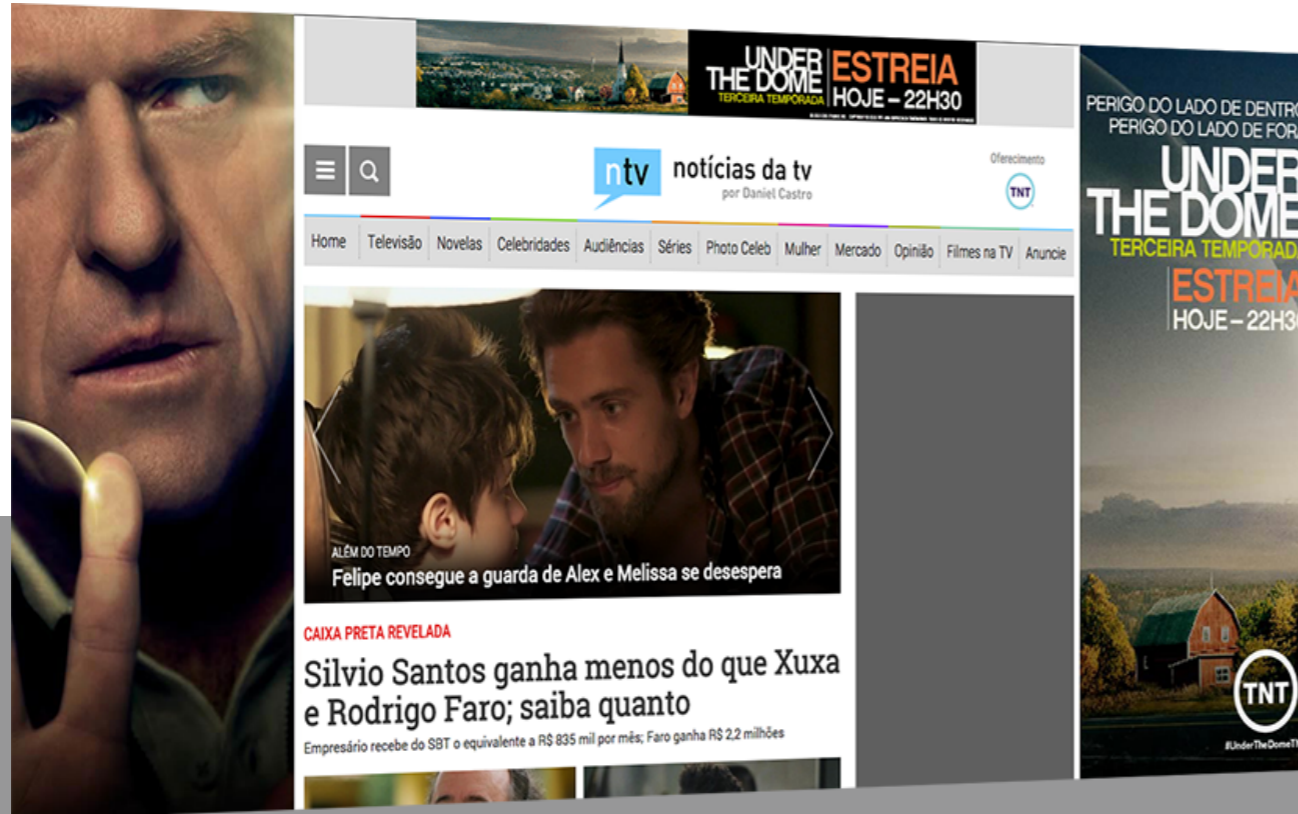 UNDER
THE DOME
TERCEIRA TEMPORADA
ESTREIA
HOJE – 22H30
ntv
notícias da tv
por Daniel Castro
Oferecimento
TNT
Home Televisão Novelas Celebridades Audiências Séries Photo Celeb Mulher Mercado Opinião Filmes na TV Anuncie
ALÉM DO TEMPO
Felipe consegue a guarda de Alex e Melissa se desespera
CAIXA PRETA REVELADA
Silvio Santos ganha menos do que Xuxa
e Rodrigo Faro; saiba quanto
Empresário recebe do SBT o equivalente a R$ 835 mil por mês; Faro ganha R$ 2,2 milhões
PERIGO DO LADO DE DENTRO
PERIGO DO LADO DE FORA
UNDER
THE DOME
TERCEIRA TEMPORADA
ESTREIA
HOJE – 22H30
TNT